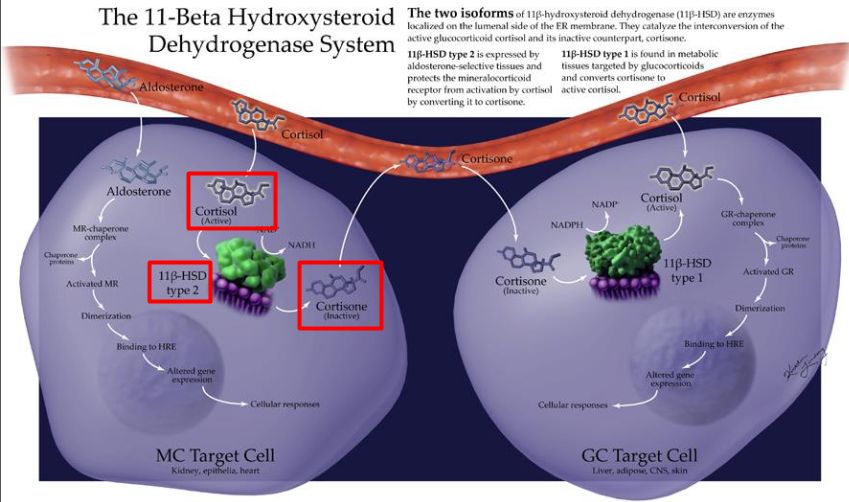 The 11-Beta Hydroxysteroid
Dehydrogenase System
The two isoforms of 11β-hydroxysteroid dehydrogenase (11β-HSD) are enzymes
localized on the lumenal side of the ER membrane. They catalyze the interconversion of the
active glucocorticoid cortisol and its inactive counterpart, cortisone.
11β-HSD type 2 is expressed by
aldosterone-selective tissues and
protects the mineralocorticoid
receptor from activation by cortisol
by converting it to cortisone.
11β-HSD type 1 is found in metabolic
tissues targeted by glucocorticoids
and converts cortisone to
active cortisol.
Aldosterone
Cortisol
Cortisone
Cortisol
Aldosterone
MR-chaperone
complex
Chaperone
proteins
Activated MR
Dimerization
Binding to HRE
Altered gene
expression
Cellular responses
Cortisol
(Active)
NAD
NADH
11β-HSD
type 2
Cortisone
(Inactive)
MC Target Cell
Kidney, epithelia, heart
Cortisone
(Inactive)
NADPH
NADP
11β-HSD
type 1
Cortisol
(Active)
GR-chaperone
complex
Chaperone
proteins
Activated GR
Dimerization
Binding to HRE
Altered gene
expression
Cellular responses
GC Target Cell
Liver, adipose, CNS, skin